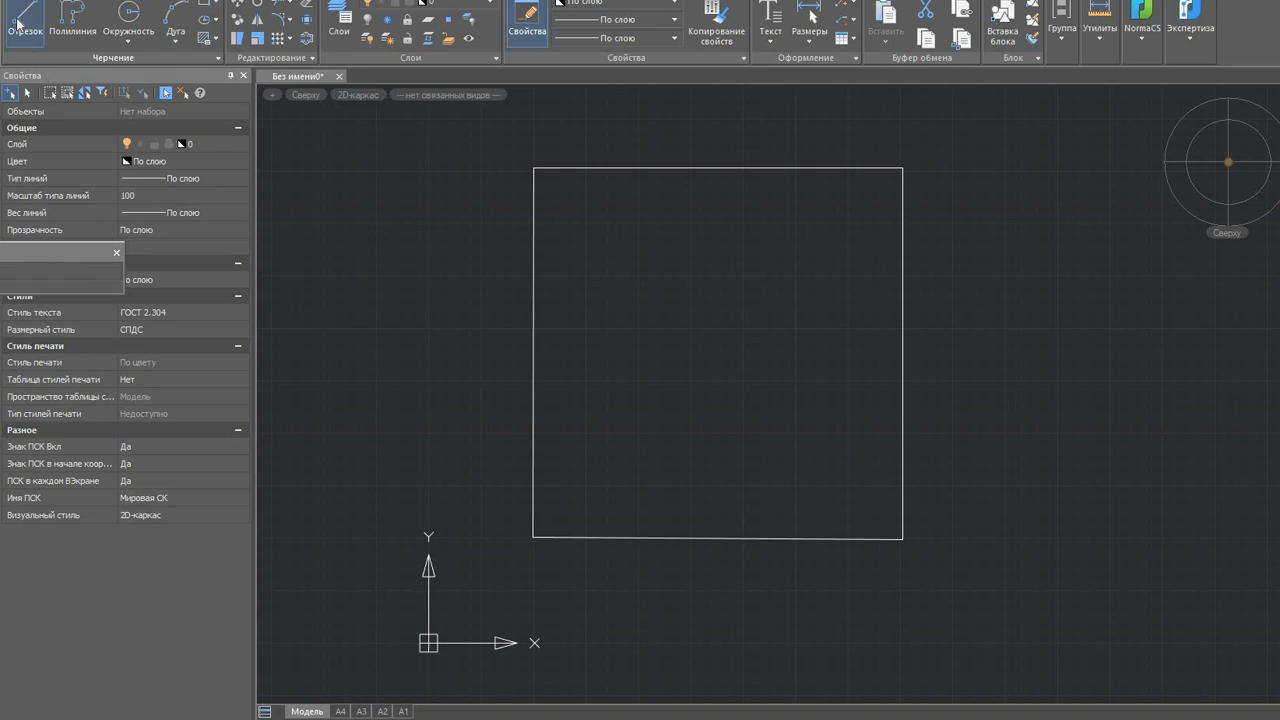 0 По слою
Отрезок Полилиния Окружность Дуга Слои Свойства По слою По слою Копирование свойств Текст Размеры Вставить Вставка блока Группа Утилиты NormaCS Экспертиза
Черчение Редактирование Слои Свойства Оформление Буфер обмена Блок
Свойства
Без имени0*
+ Сверху 2D-каркас --- нет связанных видов ---
Объекты Нет набора
Общие
Слой 0
Цвет По слою
Тип линий По слою
Масштаб типа линий 100
Вес линий По слою
Прозрачность По слою
Сверху
о слою
Стили
Стиль текста ГОСТ 2.304
Размерный стиль СПДС
Стиль печати
Стиль печати По цвету
Таблица стилей печати Нет
Пространство таблицы с... Модель
Тип стилей печати Недоступно
Разное
Знак ПСК Вкл Да
Знак ПСК в начале коор... Да
ПСК в каждом ВЭкране Да
Имя ПСК Мировая СК
Визуальный стиль 2D-каркас
Y
X
Модель A4 A3 A2 A1